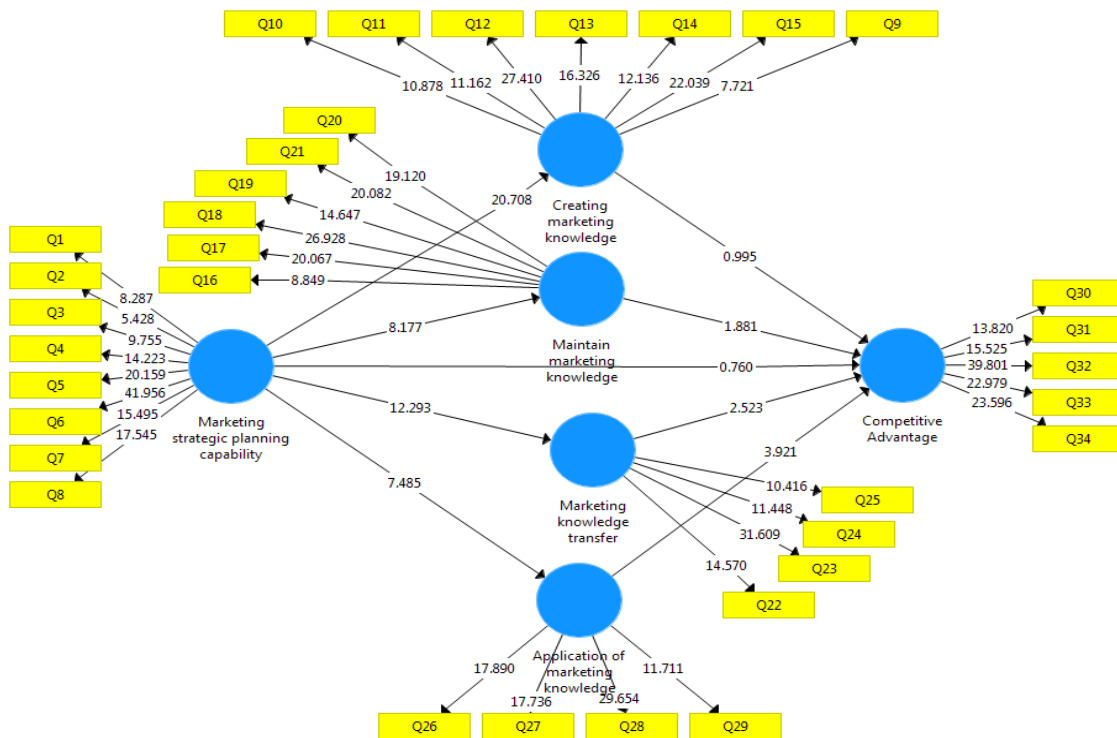 Q10
Q11
Q12
Q13
Q14
Q15
Q9
10.878
11.162
27.410
16.326
12.136
22.039
7.721
Creating
marketing
knowledge
Q20
Q21
Q19
Q18
Q17
Q16
19.120
20.082
14.647
26.928
20.067
8.849
Maintain
marketing
knowledge
20.708
8.177
0.760
12.293
7.485
0.995
1.881
2.523
3.921
Q1
Q2
Q3
Q4
Q5
Q6
Q7
Q8
8.287
5.428
9.755
14.223
20.159
41.956
15.495
17.545
Marketing
strategic planning
capability
Competitive
Advantage
13.820
15.525
39.801
22.979
23.596
Q30
Q31
Q32
Q33
Q34
Marketing
knowledge
transfer
10.416
11.448
31.609
14.570
Q25
Q24
Q23
Q22
Application of
marketing
knowledge
17.890
17.736
29.654
11.711
Q26
Q27
Q28
Q29